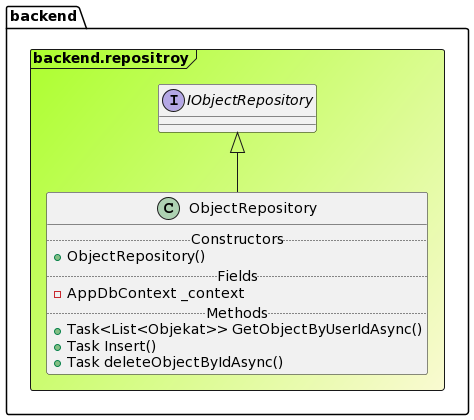 backend
backend.repositroy
I IObjectRepository
C ObjectRepository
Constructors
ObjectRepository()
Fields
AppDbContext _context
Methods
Task<List<Objekat>> GetObjectByUserIdAsync()
Task Insert()
Task deleteObjectByIdAsync()